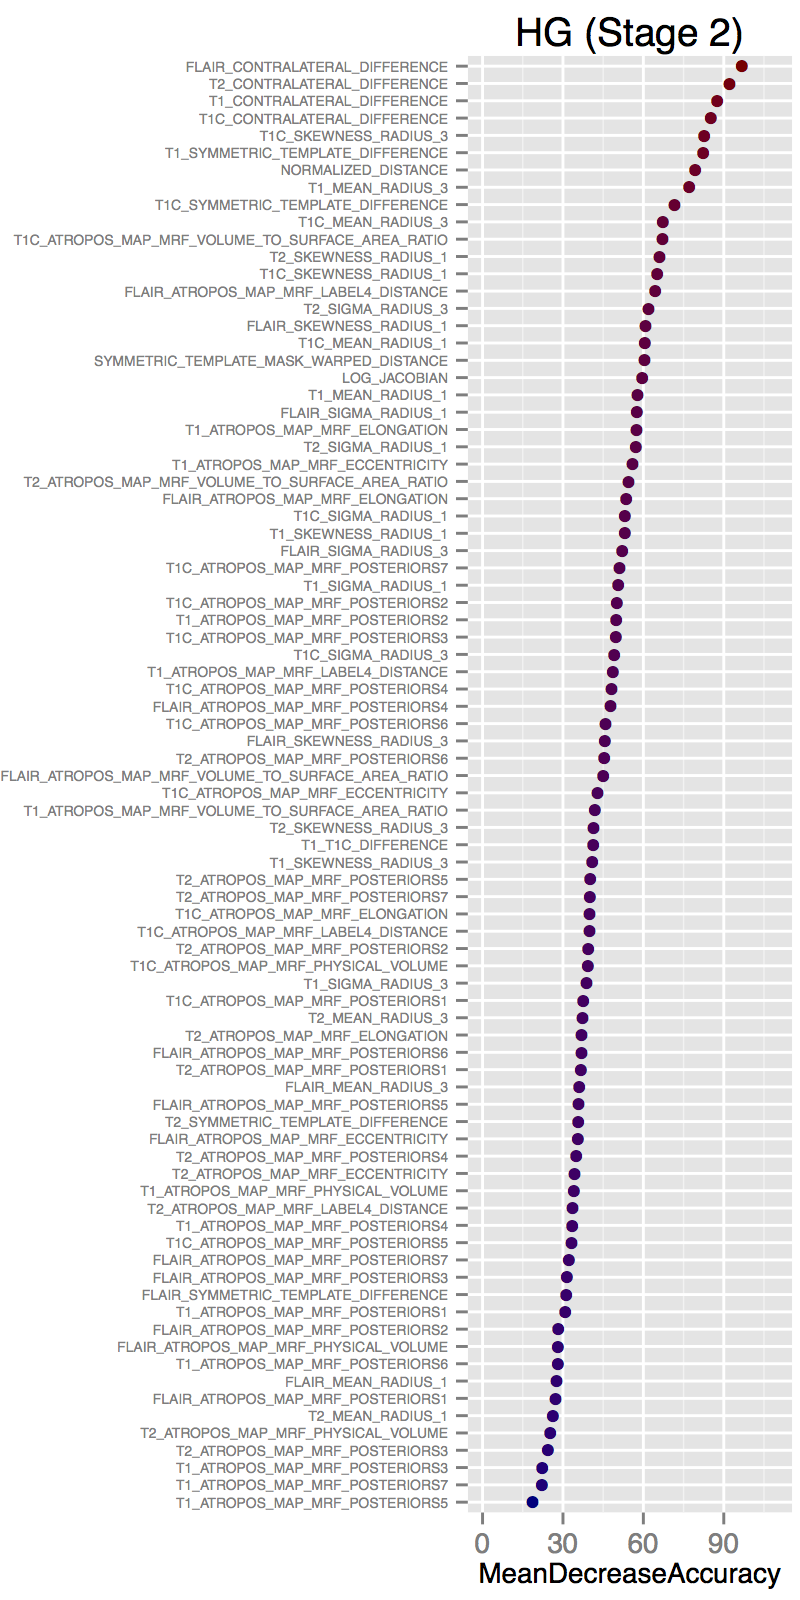 HG (Stage 2)
FLAIR_CONTRALATERAL_DIFFERENCE
T2_CONTRALATERAL_DIFFERENCE
T1_CONTRALATERAL_DIFFERENCE
T1C_CONTRALATERAL_DIFFERENCE
T1C_SKEWNESS_RADIUS_3
T1_SYMMETRIC_TEMPLATE_DIFFERENCE
NORMALIZED_DISTANCE
T1_MEAN_RADIUS_3
T1C_SYMMETRIC_TEMPLATE_DIFFERENCE
T1C_MEAN_RADIUS_3
T1C_ATROPOS_MAP_MRF_VOLUME_TO_SURFACE_AREA_RATIO
T2_SKEWNESS_RADIUS_1
T1C_SKEWNESS_RADIUS_1
FLAIR_ATROPOS_MAP_MRF_LABEL4_DISTANCE
T2_SIGMA_RADIUS_3
FLAIR_SKEWNESS_RADIUS_1
T1C_MEAN_RADIUS_1
SYMMETRIC_TEMPLATE_MASK_WARPED_DISTANCE
LOG_JACOBIAN
T1_MEAN_RADIUS_1
FLAIR_SIGMA_RADIUS_1
T1_ATROPOS_MAP_MRF_ELONGATION
T2_SIGMA_RADIUS_1
T1_ATROPOS_MAP_MRF_ECCENTRICITY
T2_ATROPOS_MAP_MRF_VOLUME_TO_SURFACE_AREA_RATIO
FLAIR_ATROPOS_MAP_MRF_ELONGATION
T1C_SIGMA_RADIUS_1
T1_SKEWNESS_RADIUS_1
FLAIR_SIGMA_RADIUS_3
T1C_ATROPOS_MAP_MRF_POSTERIORS7
T1_SIGMA_RADIUS_1
T1C_ATROPOS_MAP_MRF_POSTERIORS2
T1_ATROPOS_MAP_MRF_POSTERIORS2
T1C_ATROPOS_MAP_MRF_POSTERIORS3
T1C_SIGMA_RADIUS_3
T1_ATROPOS_MAP_MRF_LABEL4_DISTANCE
T1C_ATROPOS_MAP_MRF_POSTERIORS4
FLAIR_ATROPOS_MAP_MRF_POSTERIORS4
T1C_ATROPOS_MAP_MRF_POSTERIORS6
FLAIR_SKEWNESS_RADIUS_3
T2_ATROPOS_MAP_MRF_POSTERIORS6
FLAIR_ATROPOS_MAP_MRF_VOLUME_TO_SURFACE_AREA_RATIO
T1C_ATROPOS_MAP_MRF_ECCENTRICITY
T1_ATROPOS_MAP_MRF_VOLUME_TO_SURFACE_AREA_RATIO
T2_SKEWNESS_RADIUS_3
T1_T1C_DIFFERENCE
T1_SKEWNESS_RADIUS_3
T2_ATROPOS_MAP_MRF_POSTERIORS5
T2_ATROPOS_MAP_MRF_POSTERIORS7
T1C_ATROPOS_MAP_MRF_ELONGATION
T1C_ATROPOS_MAP_MRF_LABEL4_DISTANCE
T2_ATROPOS_MAP_MRF_POSTERIORS2
T1C_ATROPOS_MAP_MRF_PHYSICAL_VOLUME
T1_SIGMA_RADIUS_3
T1C_ATROPOS_MAP_MRF_POSTERIORS1
T2_MEAN_RADIUS_3
T2_ATROPOS_MAP_MRF_ELONGATION
FLAIR_ATROPOS_MAP_MRF_POSTERIORS6
T2_ATROPOS_MAP_MRF_POSTERIORS1
FLAIR_MEAN_RADIUS_3
FLAIR_ATROPOS_MAP_MRF_POSTERIORS5
T2_SYMMETRIC_TEMPLATE_DIFFERENCE
FLAIR_ATROPOS_MAP_MRF_ECCENTRICITY
T2_ATROPOS_MAP_MRF_POSTERIORS4
T2_ATROPOS_MAP_MRF_ECCENTRICITY
T1_ATROPOS_MAP_MRF_PHYSICAL_VOLUME
T2_ATROPOS_MAP_MRF_LABEL4_DISTANCE
T1_ATROPOS_MAP_MRF_POSTERIORS4
T1C_ATROPOS_MAP_MRF_POSTERIORS5
FLAIR_ATROPOS_MAP_MRF_POSTERIORS7
FLAIR_ATROPOS_MAP_MRF_POSTERIORS3
FLAIR_SYMMETRIC_TEMPLATE_DIFFERENCE
T1_ATROPOS_MAP_MRF_POSTERIORS1
FLAIR_ATROPOS_MAP_MRF_POSTERIORS2
FLAIR_ATROPOS_MAP_MRF_PHYSICAL_VOLUME
T1_ATROPOS_MAP_MRF_POSTERIORS6
FLAIR_MEAN_RADIUS_1
FLAIR_ATROPOS_MAP_MRF_POSTERIORS1
T2_MEAN_RADIUS_1
T2_ATROPOS_MAP_MRF_PHYSICAL_VOLUME
T2_ATROPOS_MAP_MRF_POSTERIORS3
T1_ATROPOS_MAP_MRF_POSTERIORS3
T1_ATROPOS_MAP_MRF_POSTERIORS7
T1_ATROPOS_MAP_MRF_POSTERIORS5
0 30 60 90
MeanDecreaseAccuracy